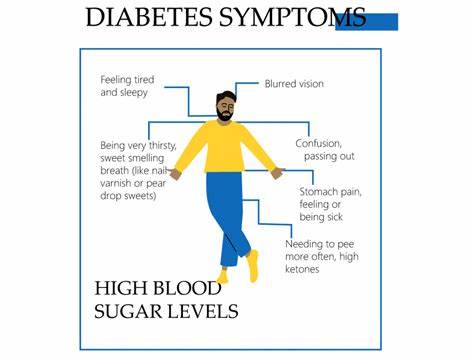 DIABETES SYMPTOMS
Feeling tired
and sleepy
Blurred vision
Being very thirsty,
sweet smelling
breath (like nail
varnish or pear
drop sweets)
Confusion,
passing out
Stomach pain,
feeling or
being sick
Needing to pee
more often, high
ketones
HIGH BLOOD
SUGAR LEVELS